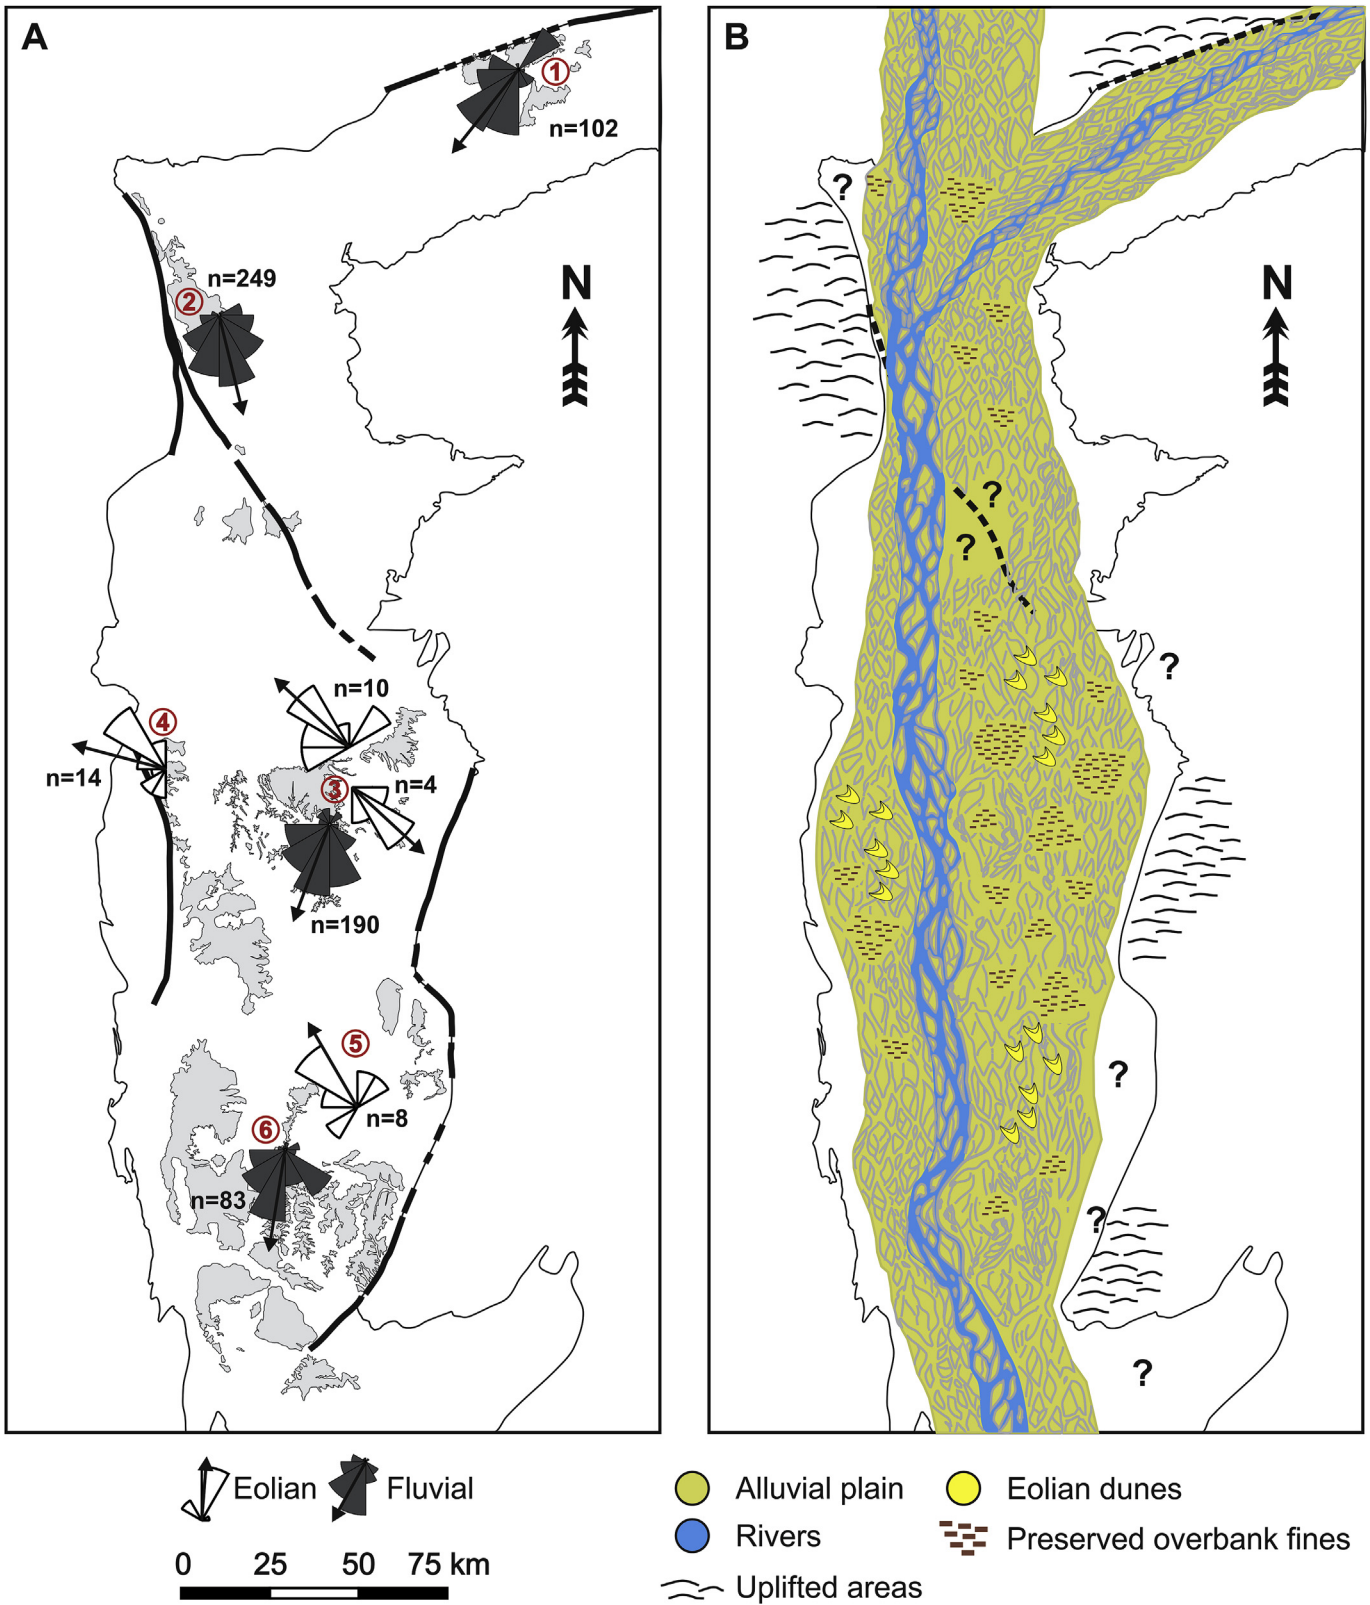 A
1
n=102
n=249
2
N
n=10
4
n=14
3
n=4
n=190
5
n=8
6
n=83
B
?
N
?
?
?
?
?
?
Eolian
Fluvial
0 25 50 75 km
Alluvial plain
Eolian dunes
Rivers
Preserved overbank fines
Uplifted areas